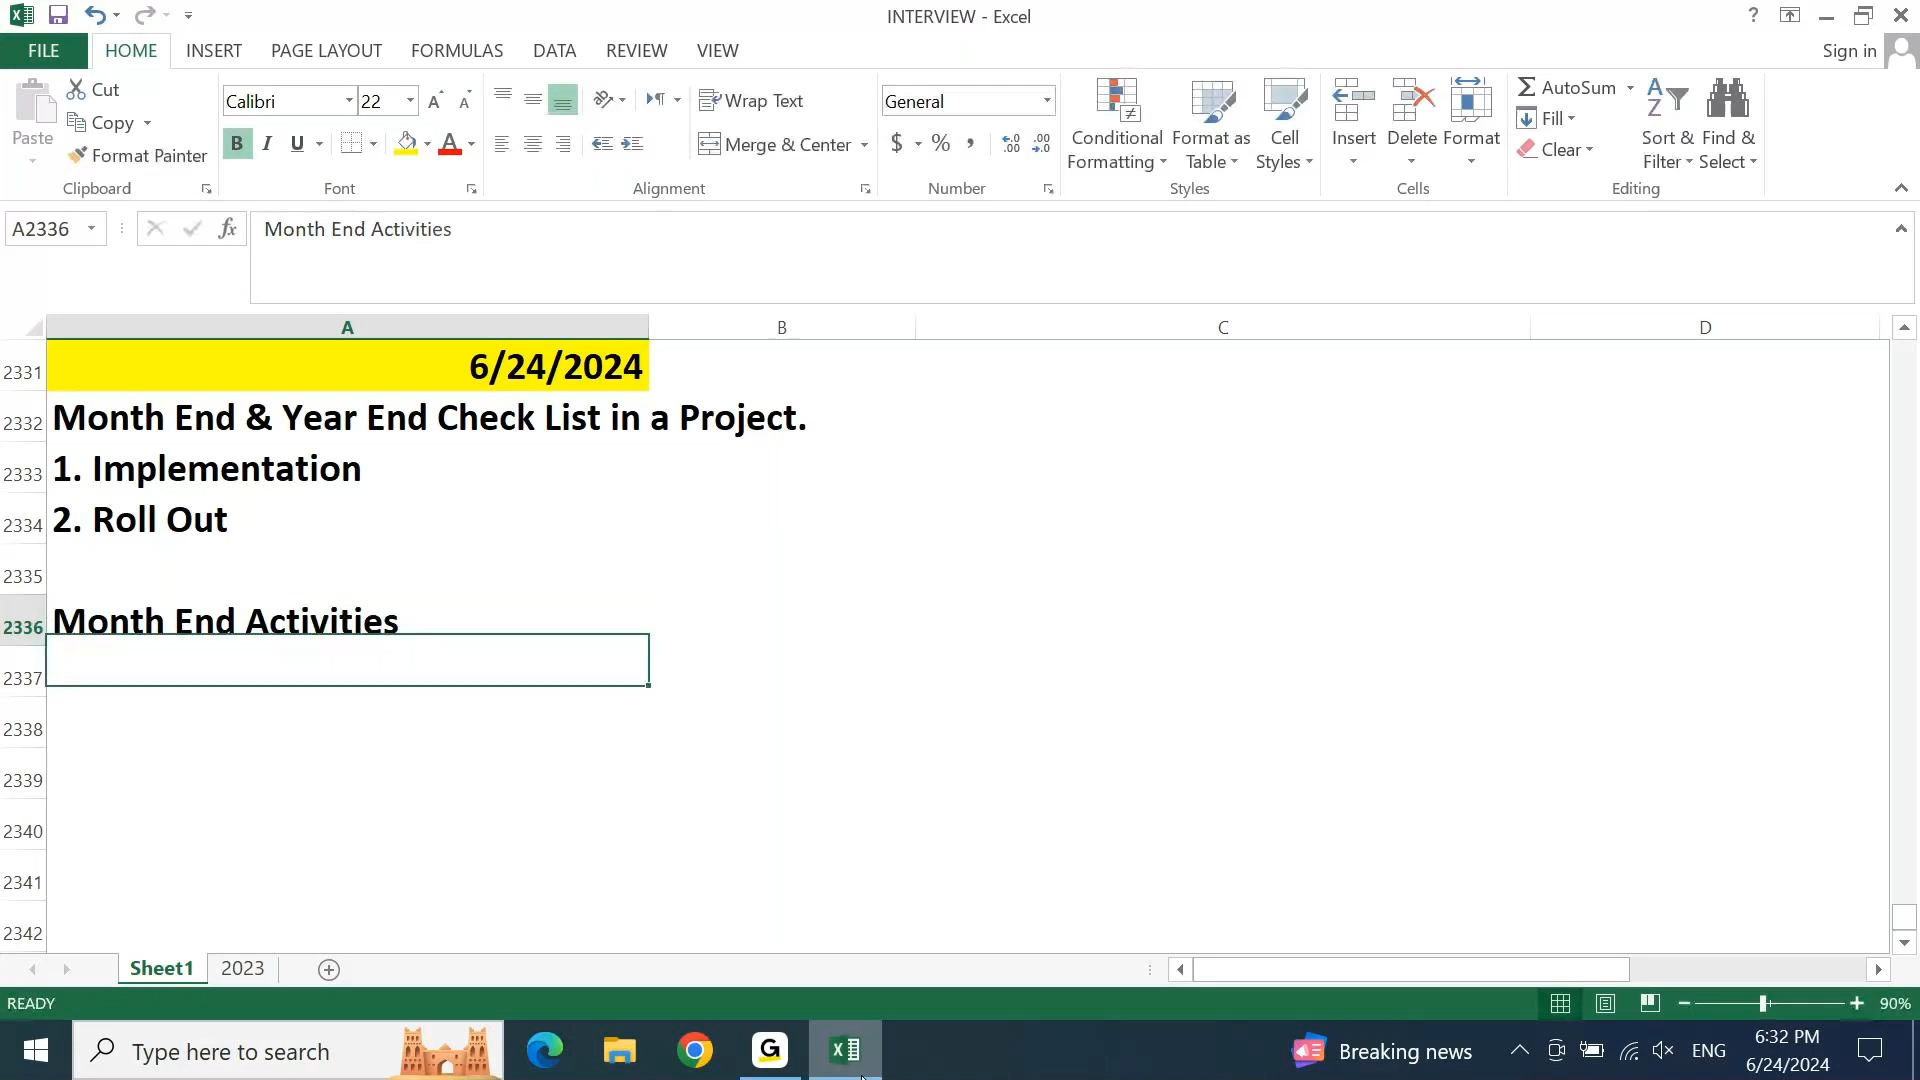 INTERVIEW - Excel
?
FILE HOME INSERT PAGE LAYOUT FORMULAS DATA REVIEW VIEW Sign in
Paste
Cut
Copy
Format Painter
Calibri 22
B I U
Wrap Text
Merge & Center
General
$ % ,
Conditional Formatting
Format as Table
Cell Styles
Insert Delete Format
AutoSum
Fill
Clear
Sort & Filter
Find & Select
Clipboard Font Alignment Number Styles Cells Editing
A2336 fx Month End Activities
A B C D
2331 6/24/2024
2332 Month End & Year End Check List in a Project.
2333 1. Implementation
2334 2. Roll Out
2335
2336 Month End Activities
2337
2338
2339
2340
2341
2342
Sheet1 2023
READY 90%
Type here to search
Breaking news
ENG
6:32 PM
6/24/2024